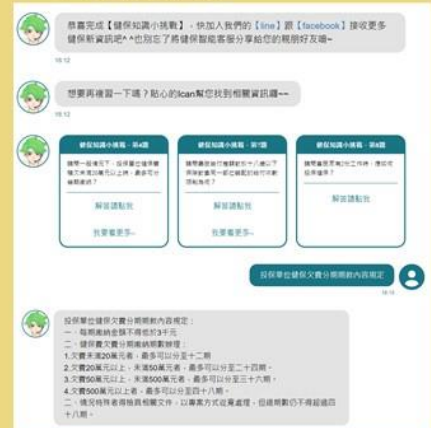 恭喜完成【健保知識小挑戰】，快加入我們的【line】跟【facebook】接收更多
健保新資訊吧^ ^也別忘了將健保智能客服分享給您的親朋好友喔~
18:12
想要再複習一下嗎？貼心的Ican幫您找到相關資訊囉~~
18:12
健保知識小挑戰 - 第4題
解答請點我
我要看更多~
健保知識小挑戰 - 第7題
解答請點我
我要看更多~
健保知識小挑戰 - 第8題
解答請點我
投保單位健保欠費分期期數內容規定
18:15
投保單位健保欠費分期期數內容規定：
一、每期繳納金額不得低於3千元
二、健保費欠費分期繳納期數辦理：
1.欠費未滿20萬元者，最多可以分至十二期
2.欠費20萬元以上，未滿50萬元者，最多可以分至二十四期。
3.欠費50萬元以上，未滿500萬元者，最多可以分至三十六期。
4.欠費500萬元以上者，最多可以分至四十八期。
二、情況特殊者得檢具相關文件，以專案方式從寬處理，但總期數仍不得超過四
十八期。